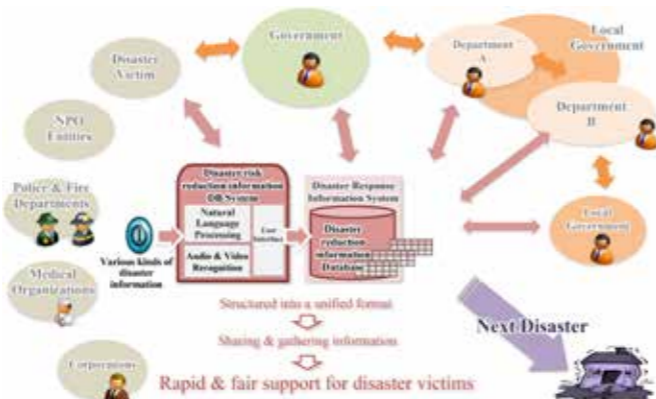 Government
Disaster
Victim
Department
A
Local
Government
Department
B
NPO
Entities
Police & Fire
Departments
Medical
Organizations
Corporations
Various kinds of
disaster
information
Disaster risk
reduction information
DB System
Natural
Language
Processing
Audio & Video
Recognition
User
Interface
Disaster Response
Information System
Disaster
reduction
information
Database
Local
Government
Structured into a unified format
Sharing & gathering information
Rapid & fair support for disaster victims
Next Disaster